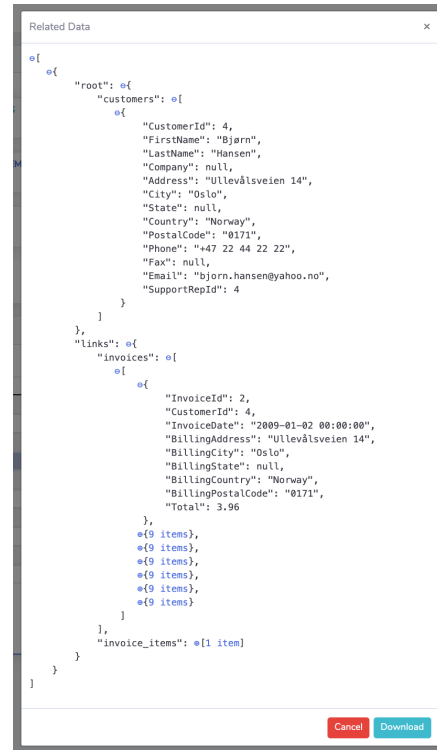 Related Data ×
⊖[
⊖{
"root": ⊖{
"customers": ⊖[
⊖{
"CustomerId": 4,
"FirstName": "Bjørn",
"LastName": "Hansen",
"Company": null,
"Address": "Ullevålsveien 14",
"City": "Oslo",
"State": null,
"Country": "Norway",
"PostalCode": "0171",
"Phone": "+47 22 44 22 22",
"Fax": null,
"Email": "bjorn.hansen@yahoo.no",
"SupportRepId": 4
}
]
},
"links": ⊖{
"invoices": ⊖[
⊖[
⊖{
"InvoiceId": 2,
"CustomerId": 4,
"InvoiceDate": "2009-01-02 00:00:00",
"BillingAddress": "Ullevålsveien 14",
"BillingCity": "Oslo",
"BillingState": null,
"BillingCountry": "Norway",
"BillingPostalCode": "0171",
"Total": 3.96
},
⊕{9 items},
⊕{9 items},
⊕{9 items},
⊕{9 items},
⊕{9 items},
⊕{9 items}
]
],
"invoice_items": ⊕[1 item]
}
}
]
Cancel Download